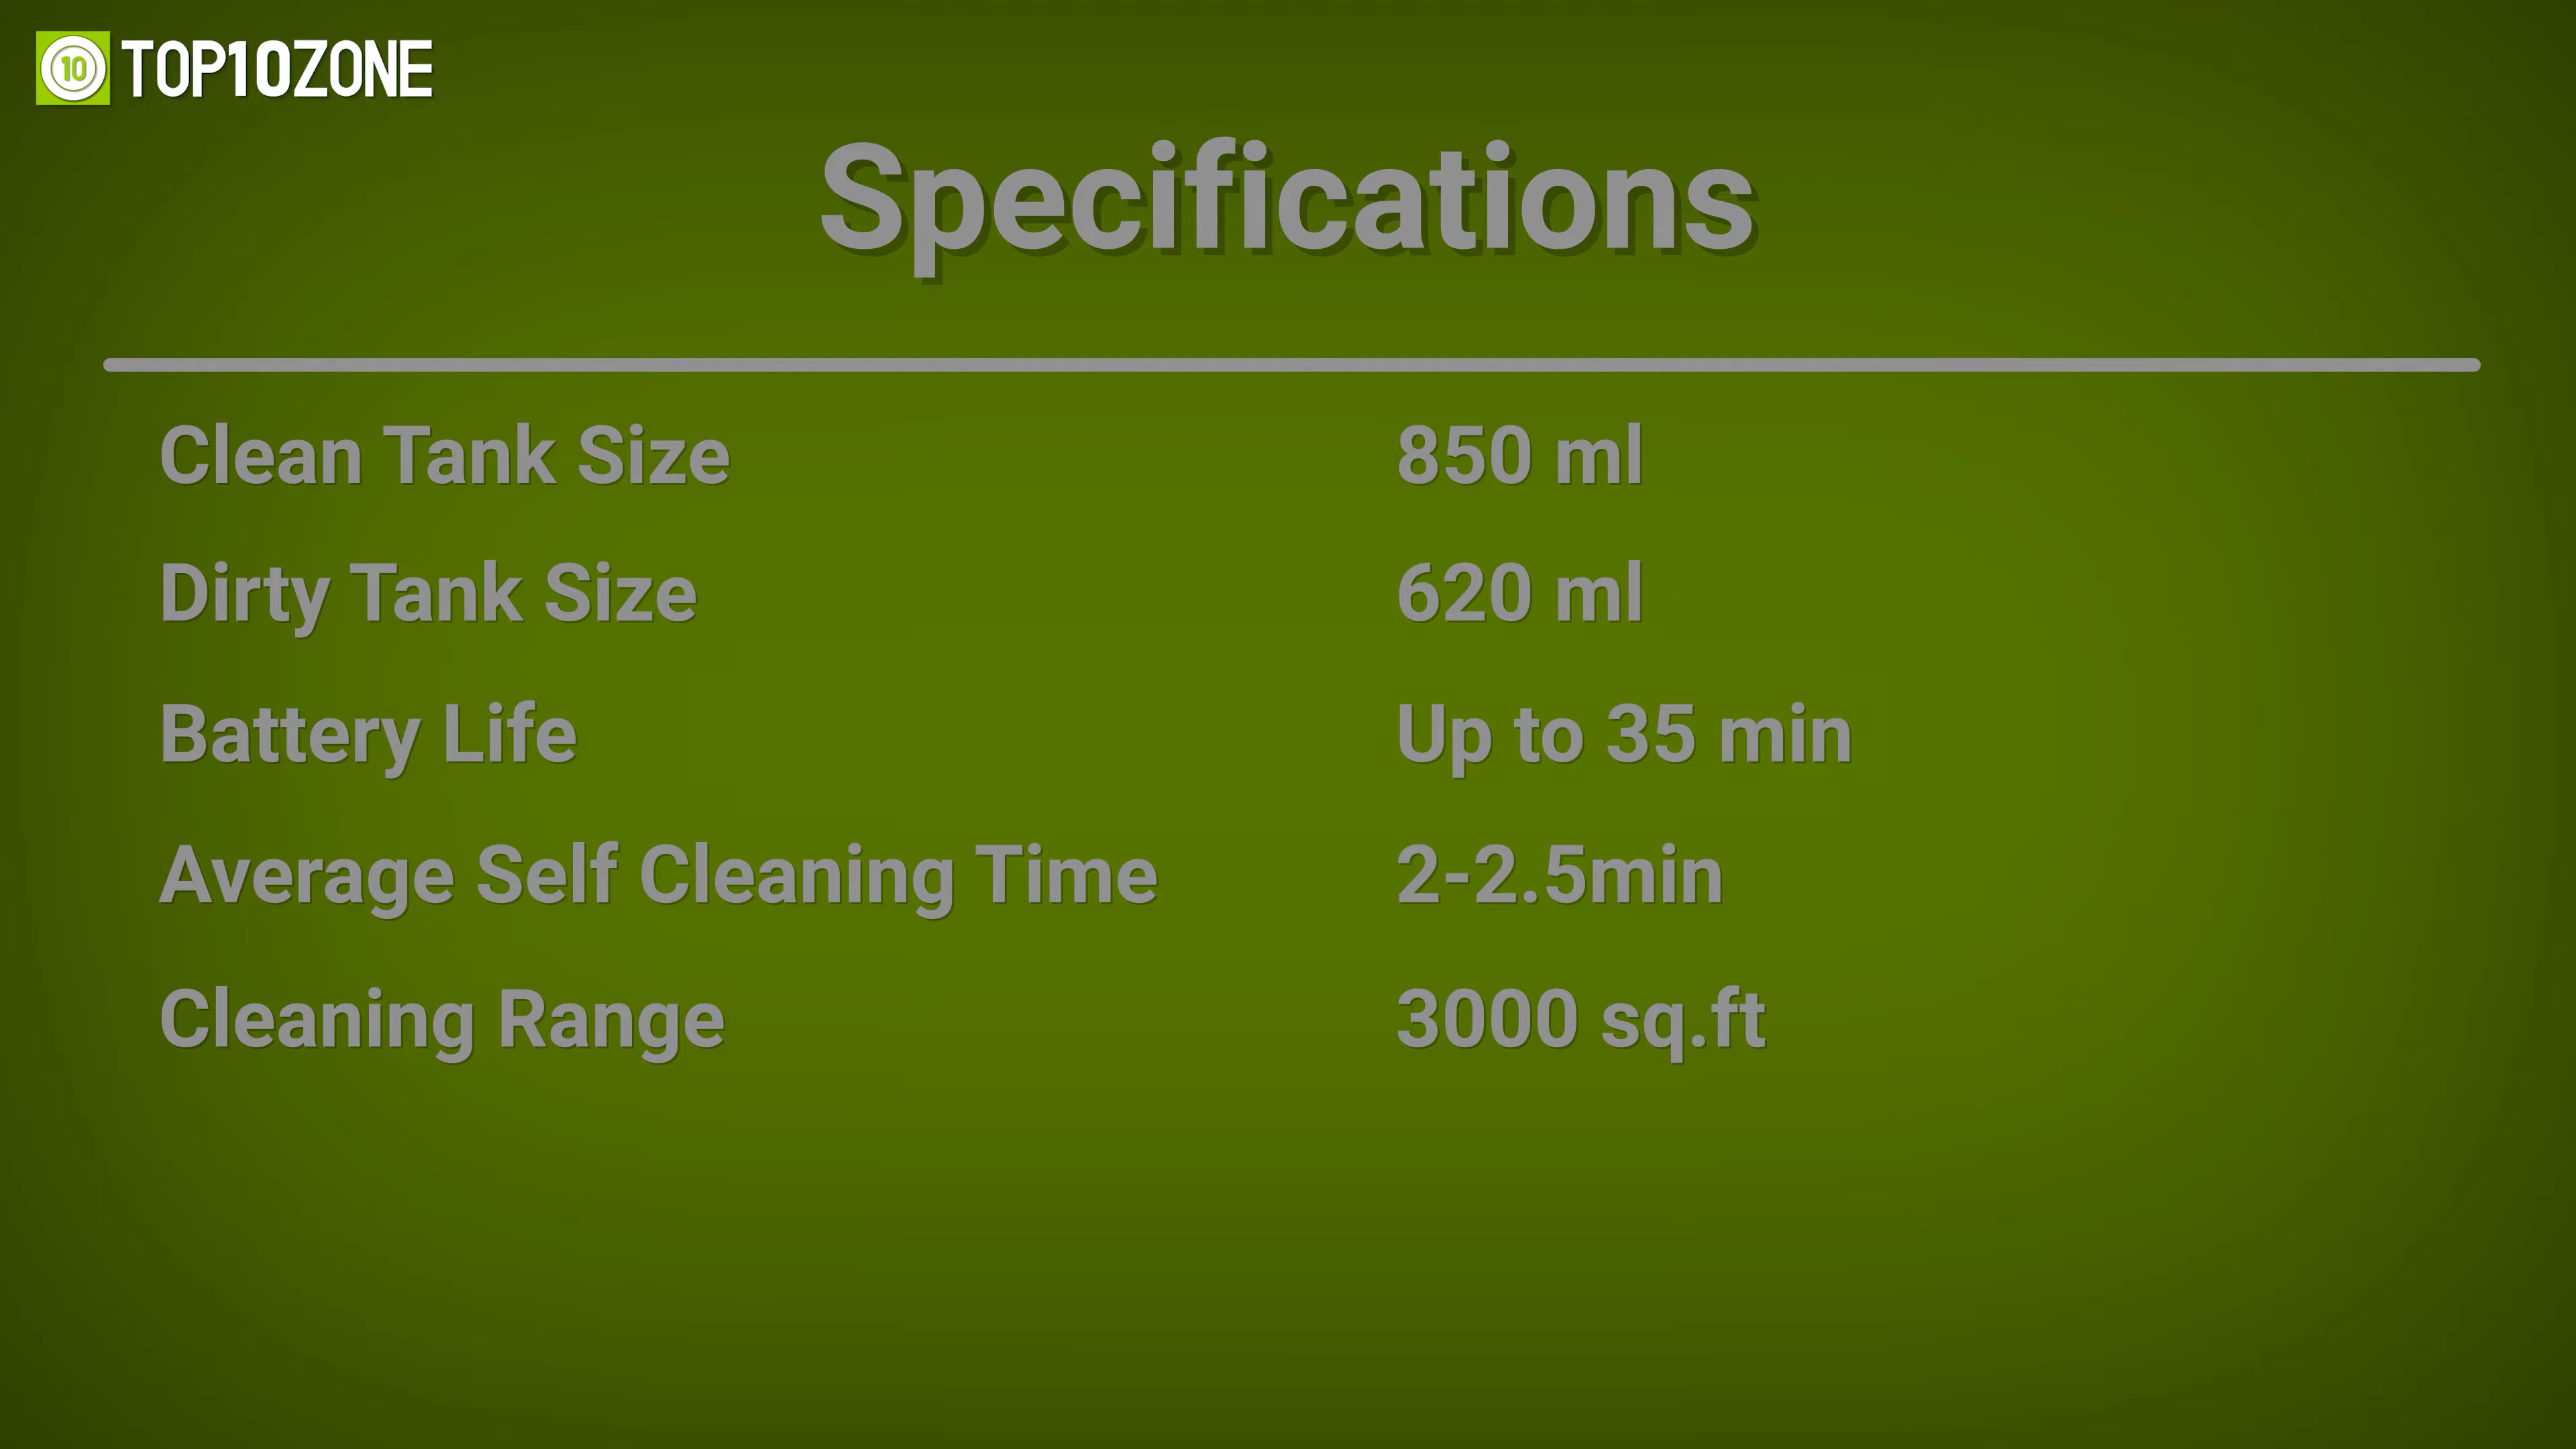 10 TOP10ZONE
Specifications
Clean Tank Size 850 ml
Dirty Tank Size 620 ml
Battery Life Up to 35 min
Average Self Cleaning Time 2-2.5min
Cleaning Range 3000 sq.ft